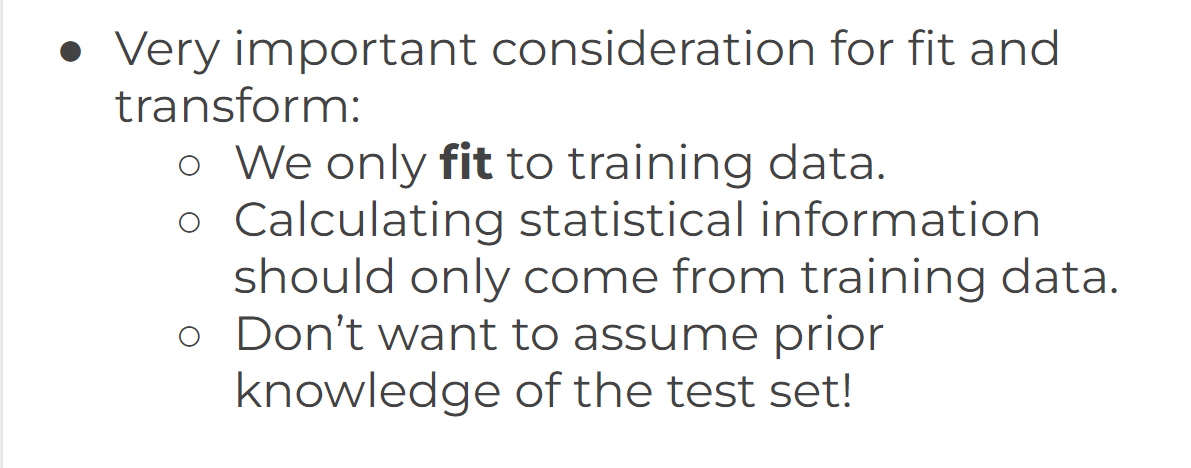 ● Very important consideration for fit and
transform:
○ We only fit to training data.
○ Calculating statistical information
should only come from training data.
○ Don’t want to assume prior
knowledge of the test set!